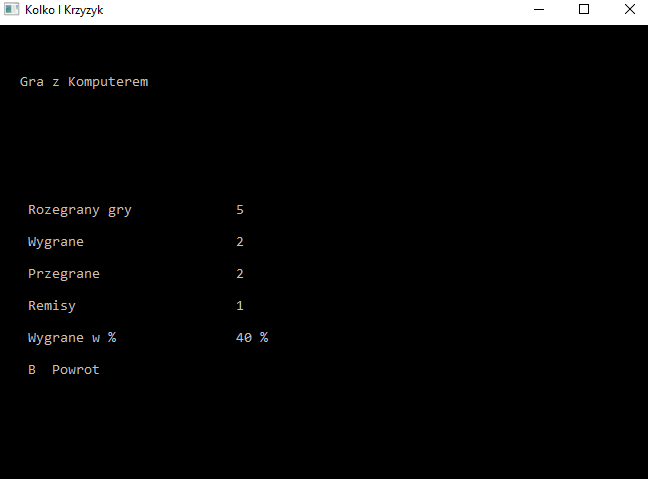 Kolko I Krzyzyk
Gra z Komputerem
Rozegrany gry 5
Wygrane 2
Przegrane 2
Remisy 1
Wygrane w % 40 %
B Powrot